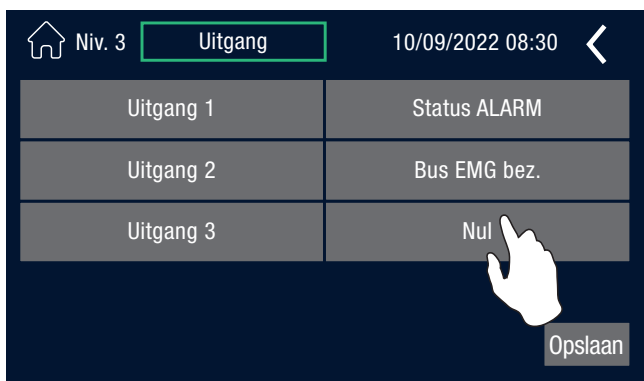 Niv. 3 Uitgang 10/09/2022 08:30
Uitgang 1 Status ALARM
Uitgang 2 Bus EMG bez.
Uitgang 3 Nul
Opslaan